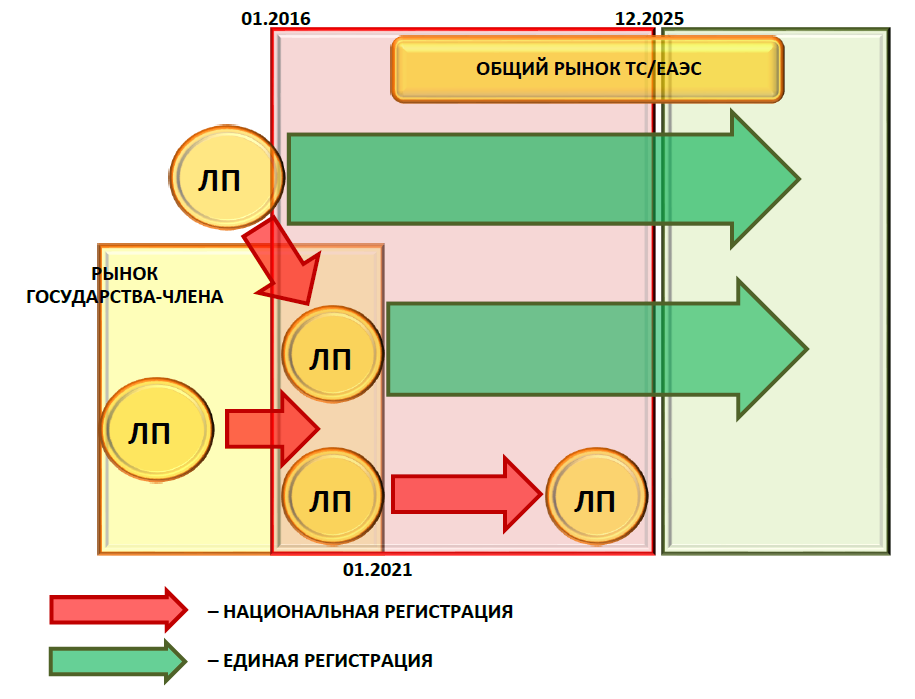 01.2016
12.2025
ОБЩИЙ РЫНОК ТС/ЕАЭС
ЛП
РЫНОК
ГОСУДАРСТВА-ЧЛЕНА
ЛП
ЛП
ЛП
ЛП
01.2021
– НАЦИОНАЛЬНАЯ РЕГИСТРАЦИЯ
– ЕДИНАЯ РЕГИСТРАЦИЯ